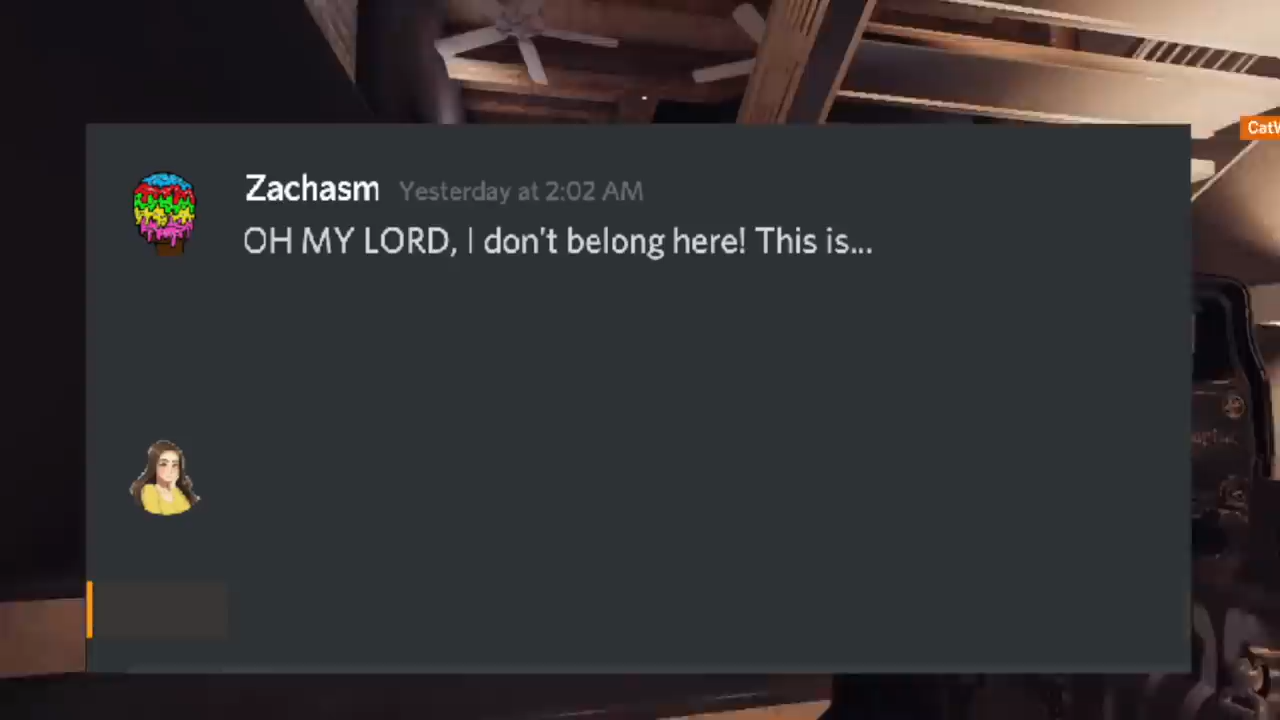 Zachasm Yesterday at 2:02 AM
OH MY LORD, I don't belong here! This is...